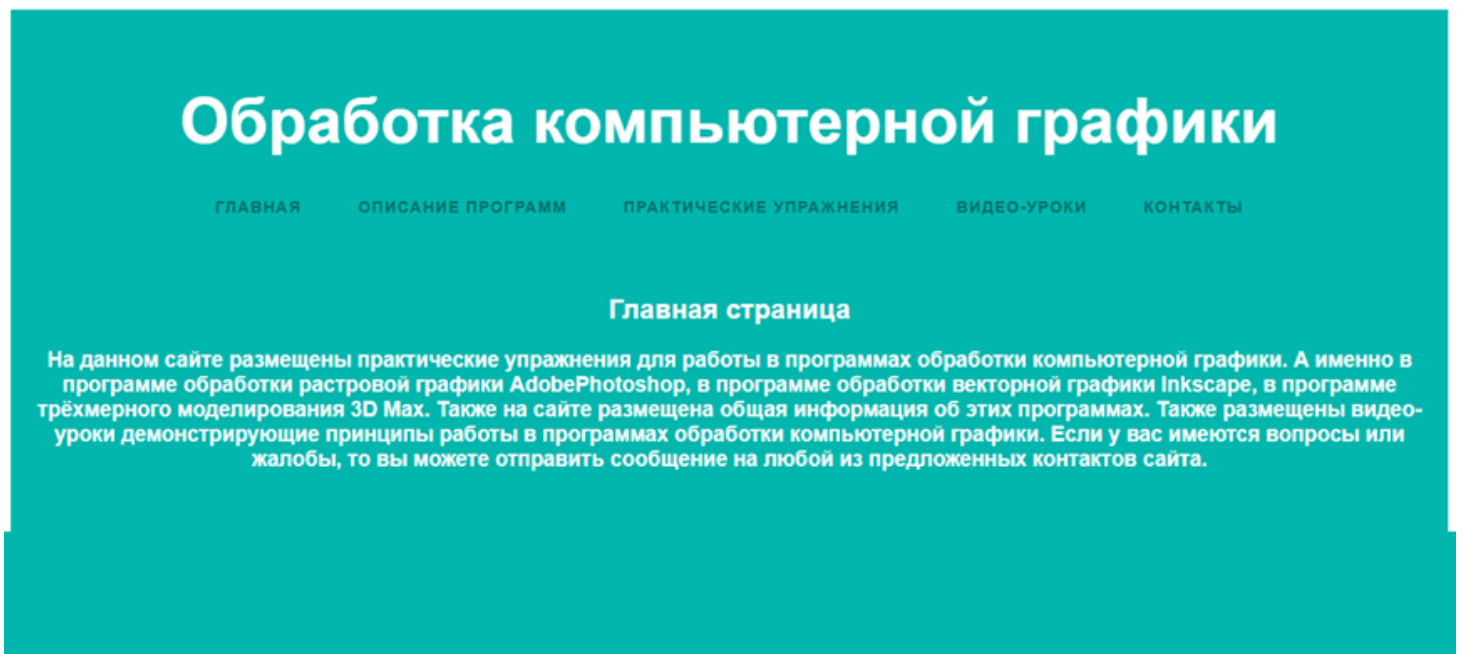 Обработка компьютерной графики
ГЛАВНАЯ ОПИСАНИЕ ПРОГРАММ ПРАКТИЧЕСКИЕ УПРАЖНЕНИЯ ВИДЕО-УРОКИ КОНТАКТЫ
Главная страница
На данном сайте размещены практические упражнения для работы в программах обработки компьютерной графики. А именно в
программе обработки растровой графики AdobePhotoshop, в программе обработки векторной графики Inkscape, в программе
трёхмерного моделирования 3D Max. Также на сайте размещена общая информация об этих программах. Также размещены видео-
уроки демонстрирующие принципы работы в программах обработки компьютерной графики. Если у вас имеются вопросы или
жалобы, то вы можете отправить сообщение на любой из предложенных контактов сайта.